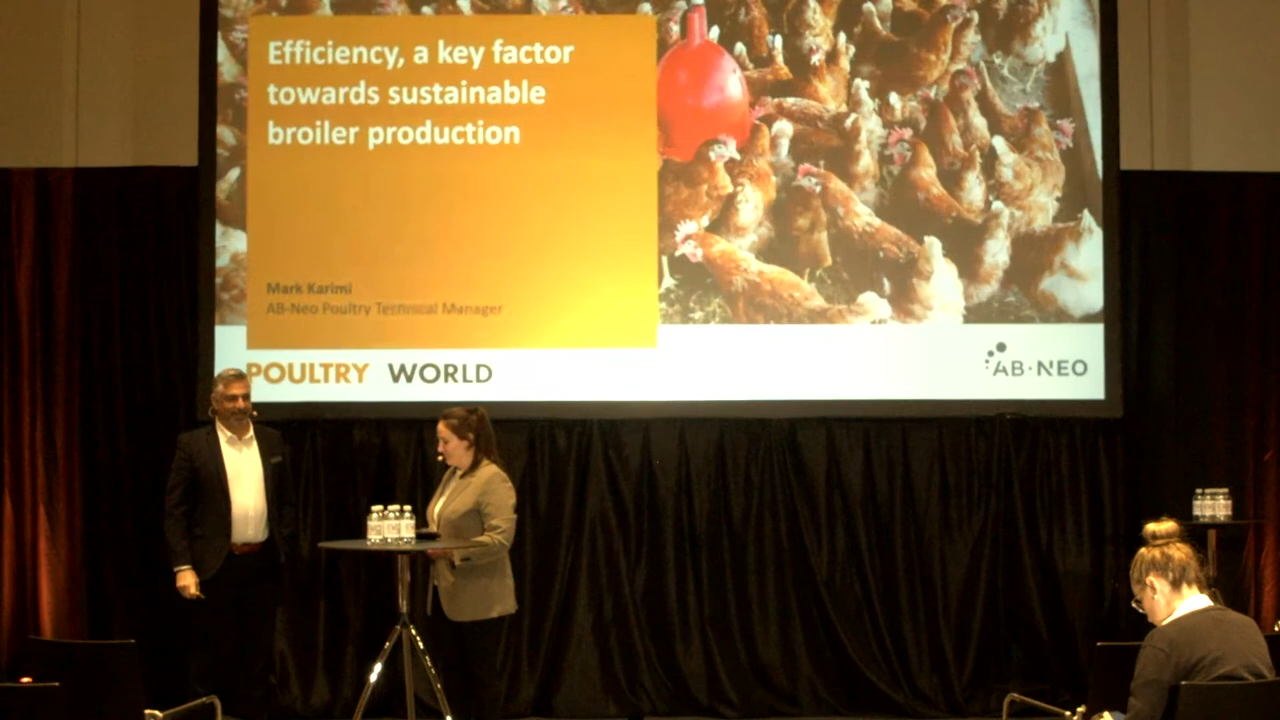 Efficiency, a key factor
towards sustainable
broiler production
Mark Karimi
AB-Neo Poultry Technical Manager
POULTRY WORLD
AB·NEO